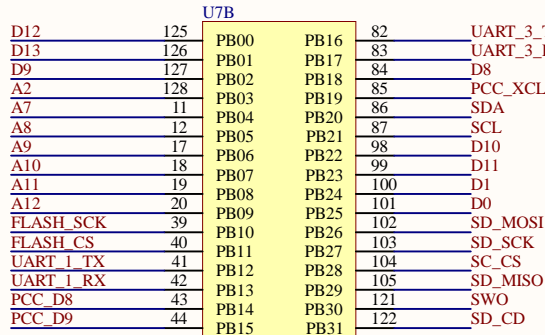 U7B
D12 125 PB00 PB16 82 UART_3_
D13 126 PB01 PB17 83 UART_3_
D9 127 PB02 PB18 84 D8
A2 128 PB03 PB19 85 PCC_XCL
A7 11 PB04 PB20 86 SDA
A8 12 PB05 PB21 87 SCL
A9 17 PB06 PB22 98 D10
A10 18 PB07 PB23 99 D11
A11 19 PB08 PB24 100 D1
A12 20 PB09 PB25 101 D0
FLASH_SCK 39 PB10 PB26 102 SD_MOSI
FLASH_CS 40 PB11 PB27 103 SD_SCK
UART_1_TX 41 PB12 PB28 104 SC_CS
UART_1_RX 42 PB13 PB29 105 SD_MISO
PCC_D8 43 PB14 PB30 121 SWO
PCC_D9 44 PB15 PB31 122 SD_CD